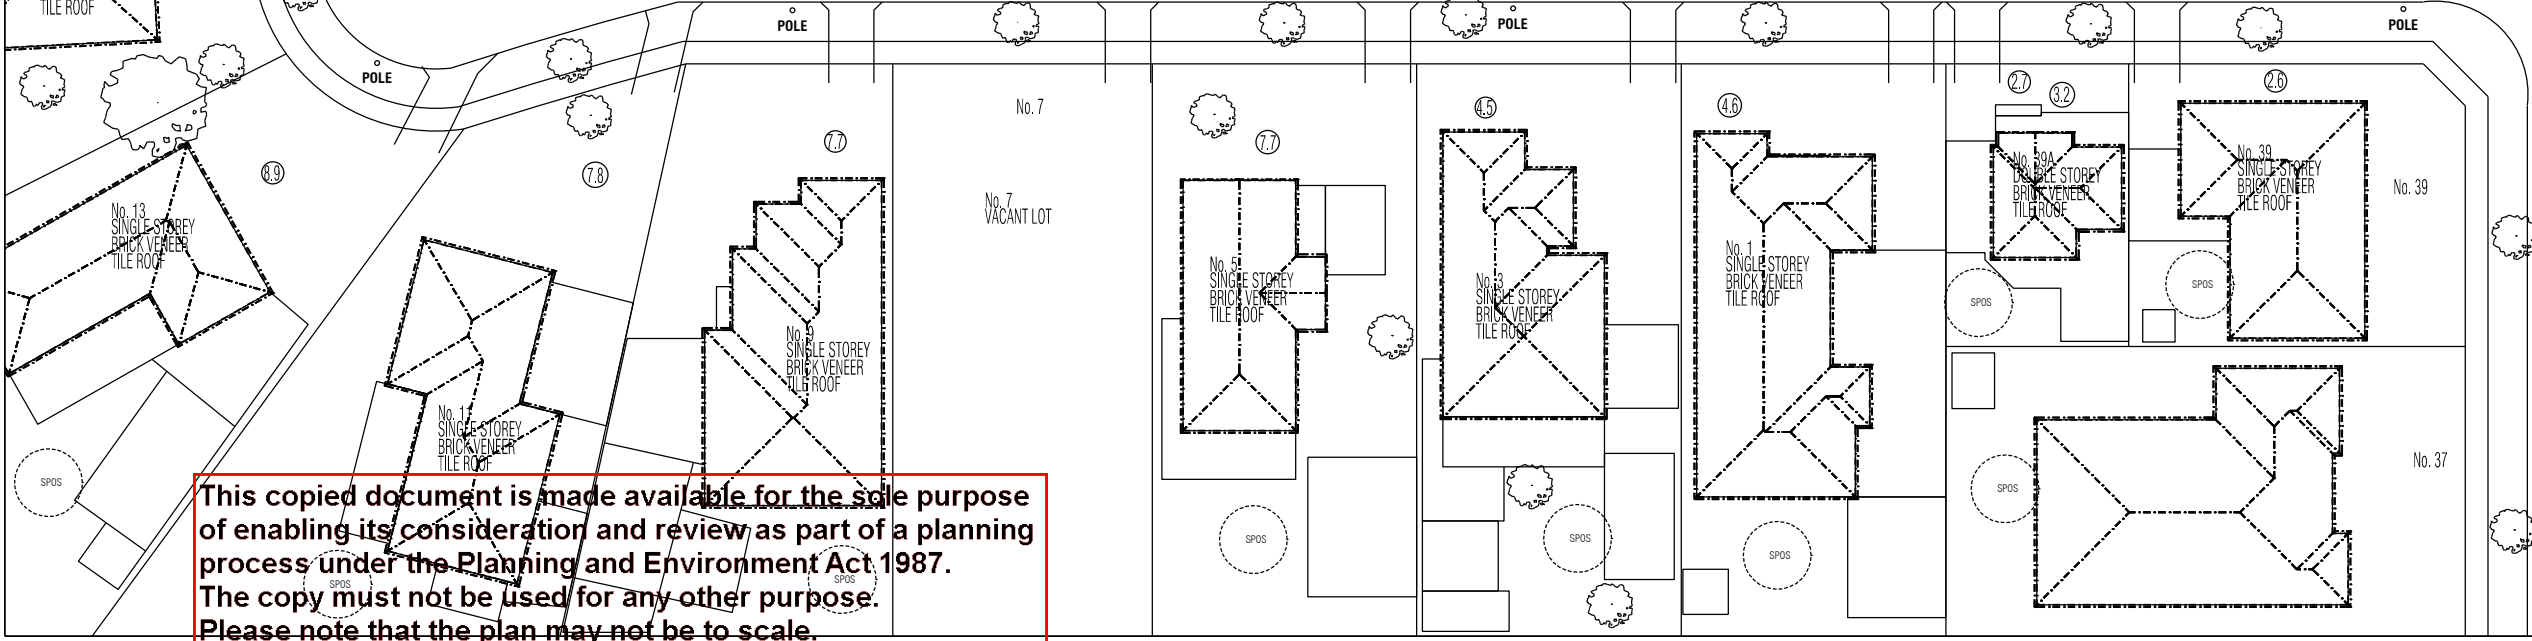 TILE ROOF
POLE
POLE
POLE
POLE
8.9
7.8
7.7
7.7
4.5
4.6
2.7
3.2
2.6
No. 13
SINGLE STOREY
BRICK VENEER
TILE ROOF
No. 11
SINGLE STOREY
BRICK VENEER
TILE ROOF
No. 9
SINGLE STOREY
BRICK VENEER
TILE ROOF
No. 7
No. 7
VACANT LOT
No. 5
SINGLE STOREY
BRICK VENEER
TILE ROOF
No. 3
SINGLE STOREY
BRICK VENEER
TILE ROOF
No. 1
SINGLE STOREY
BRICK VENEER
TILE ROOF
No. 39A
DOUBLE STOREY
BRICK VENEER
TILE ROOF
No. 39
SINGLE STOREY
BRICK VENEER
TILE ROOF
No. 39
No. 37
SPOS
SPOS
SPOS
SPOS
SPOS
SPOS
SPOS
SPOS
SPOS
This copied document is made available for the sole purpose
of enabling its consideration and review as part of a planning
process under the Planning and Environment Act 1987.
The copy must not be used for any other purpose.
Please note that the plan may not be to scale.